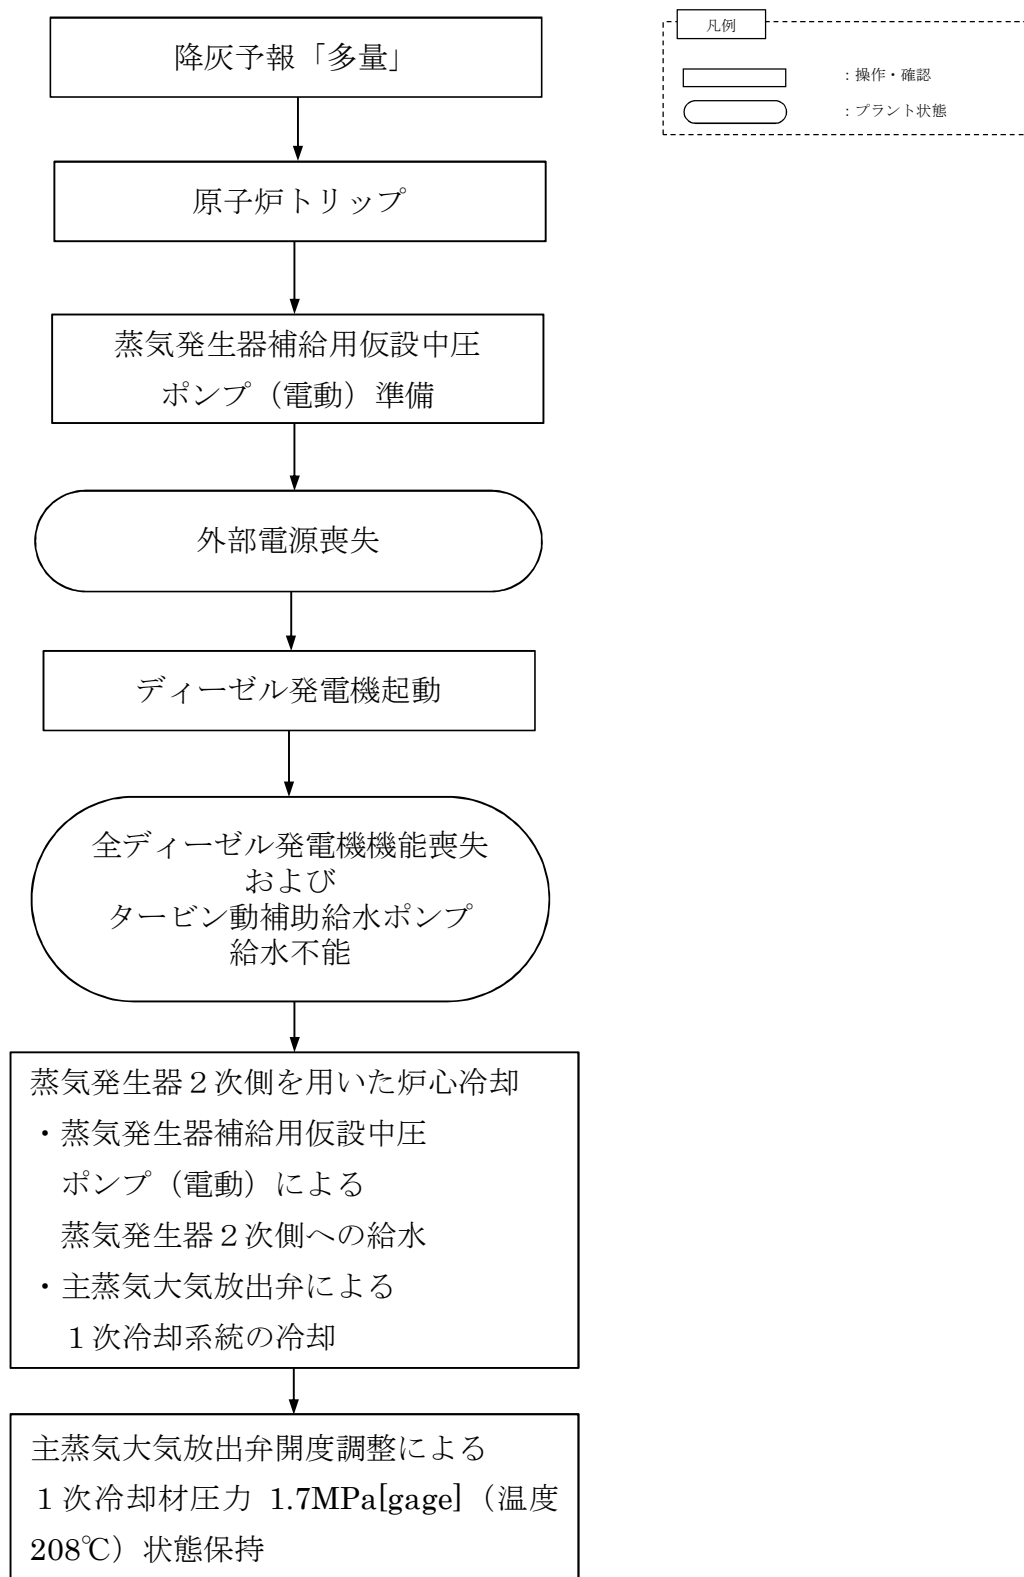 降灰予報「多量」
凡例
：操作・確認
：プラント状態
原子炉トリップ
蒸気発生器補給用仮設中圧
ポンプ（電動）準備
外部電源喪失
ディーゼル発電機起動
全ディーゼル発電機機能喪失
および
タービン動補助給水ポンプ
給水不能
蒸気発生器２次側を用いた炉心冷却
・蒸気発生器補給用仮設中圧
ポンプ（電動）による
蒸気発生器２次側への給水
・主蒸気大気放出弁による
１次冷却系統の冷却
主蒸気大気放出弁開度調整による
１次冷却材圧力 1.7MPa[gage]（温度
208℃）状態保持